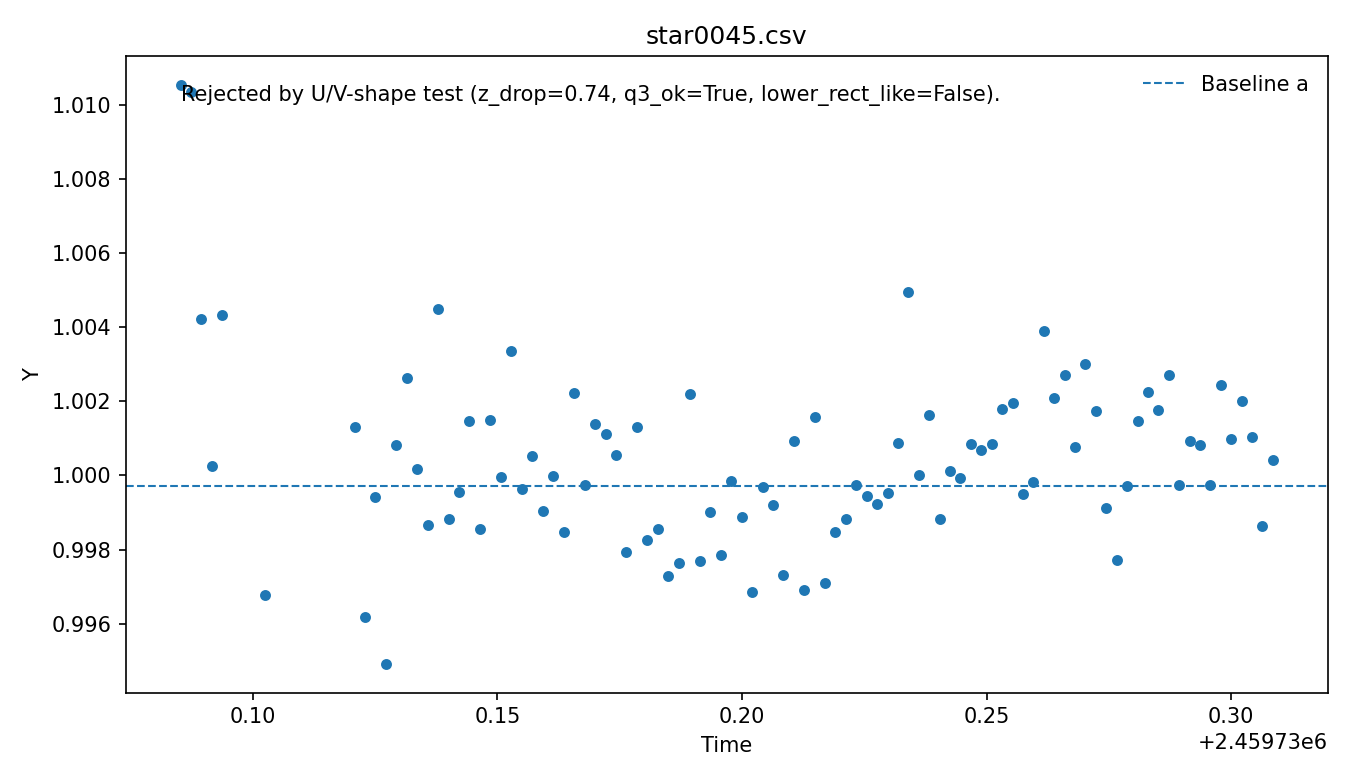 star0045.csv
Rejected by U/V-shape test (z_drop=0.74, q3_ok=True, lower_rect_like=False).
Baseline a
1.010
1.008
1.006
1.004
1.002
1.000
0.998
0.996
Y
0.10
0.15
0.20
0.25
0.30
Time
+2.45973e6